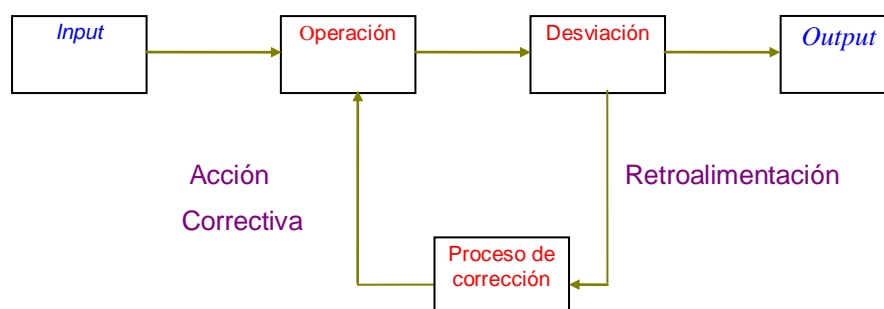 Input
Operación
Desviación
Output
Acción
Correctiva
Retroalimentación
Proceso de
corrección